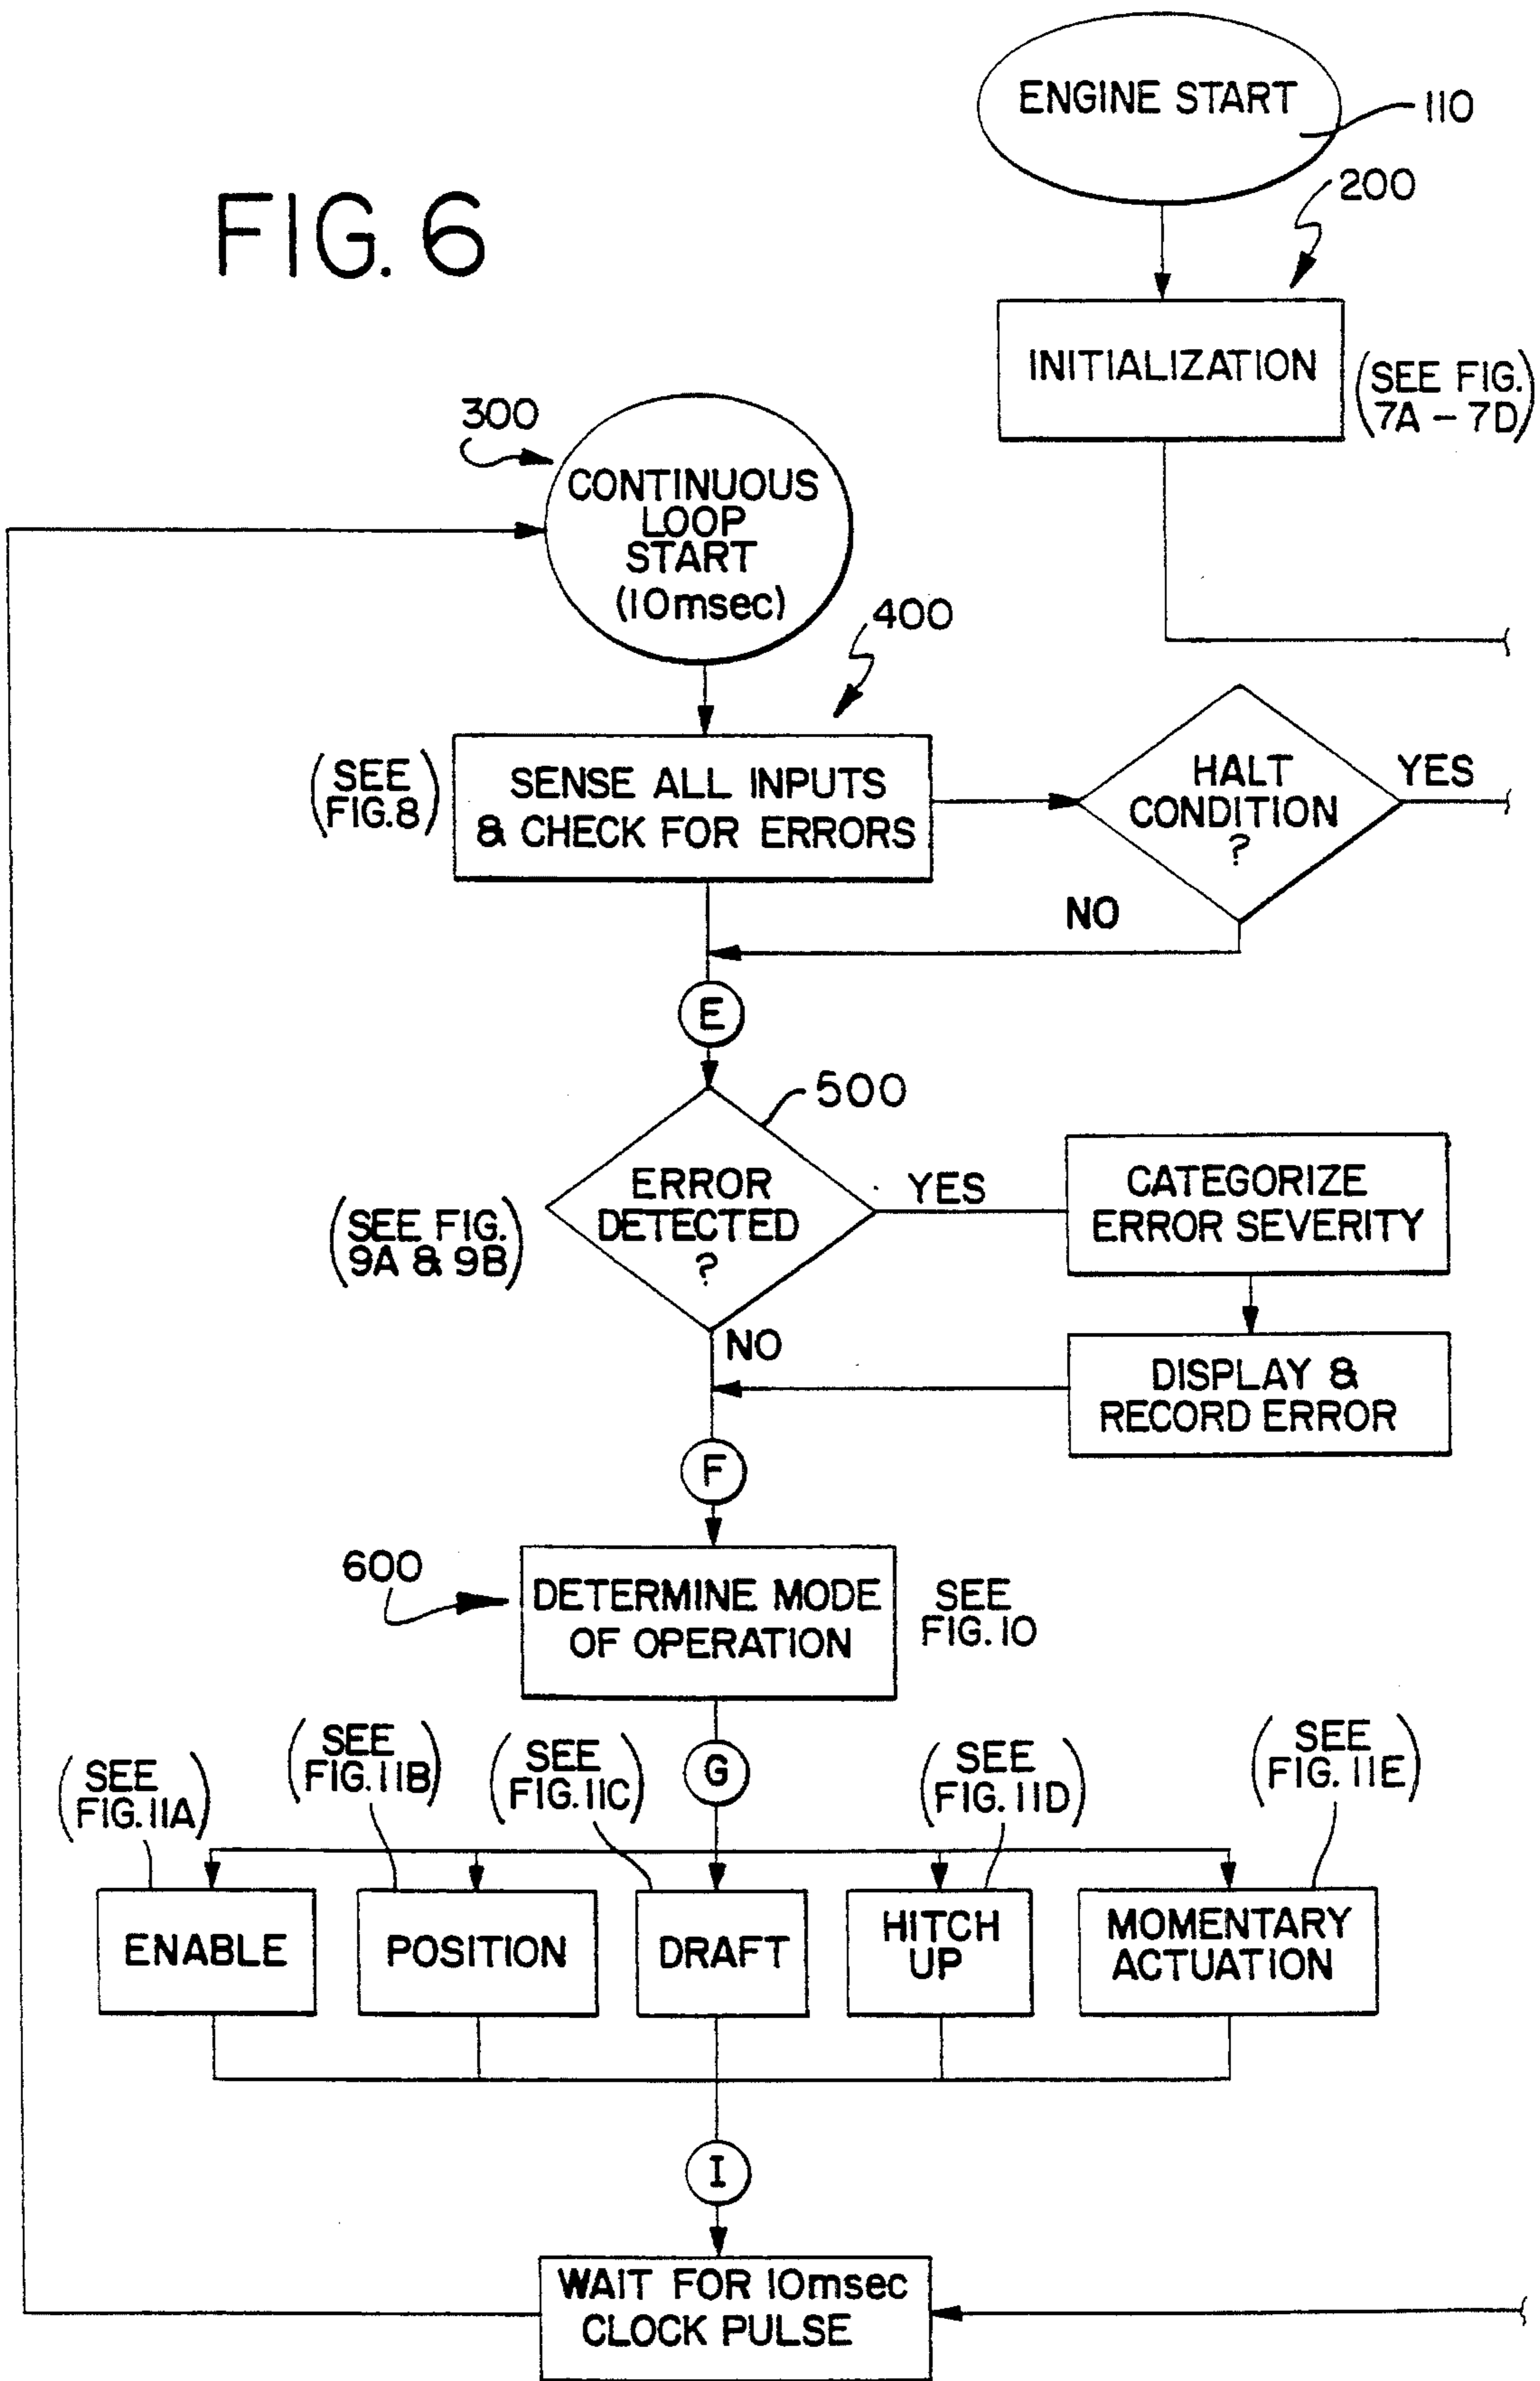 FIG. 6
ENGINE START
110
200
INITIALIZATION
(SEE FIG.
7A – 7D)
300
CONTINUOUS
LOOP
START
(10msec)
400
(SEE
FIG.8)
SENSE ALL INPUTS
& CHECK FOR ERRORS
HALT
CONDITION
?
YES
NO
E
500
(SEE FIG.
9A & 9B)
ERROR
DETECTED
?
YES
CATEGORIZE
ERROR SEVERITY
NO
DISPLAY &
RECORD ERROR
F
600
DETERMINE MODE
OF OPERATION
SEE
FIG.10
G
(SEE
FIG.11A)
(SEE
FIG.11B)
(SEE
FIG.11C)
(SEE
FIG.11D)
(SEE
FIG.11E)
ENABLE
POSITION
DRAFT
HITCH
UP
MOMENTARY
ACTUATION
I
WAIT FOR 10msec
CLOCK PULSE